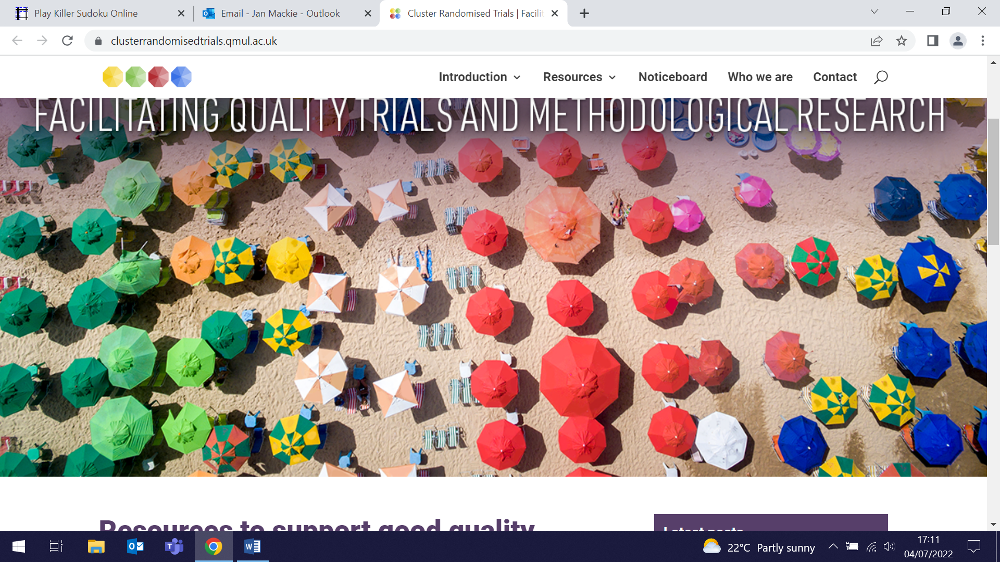 Play Killer Sudoku Online
Email - Jan Mackie - Outlook
Cluster Randomised Trials | Facilit
clusterrandomisedtrials.qmul.ac.uk
Introduction
Resources
Noticeboard
Who we are
Contact
FACILITATING QUALITY TRIALS AND METHODOLOGICAL RESEARCH
Resources to support good quality
Latest posts
22°C Partly sunny
17:11
04/07/2022